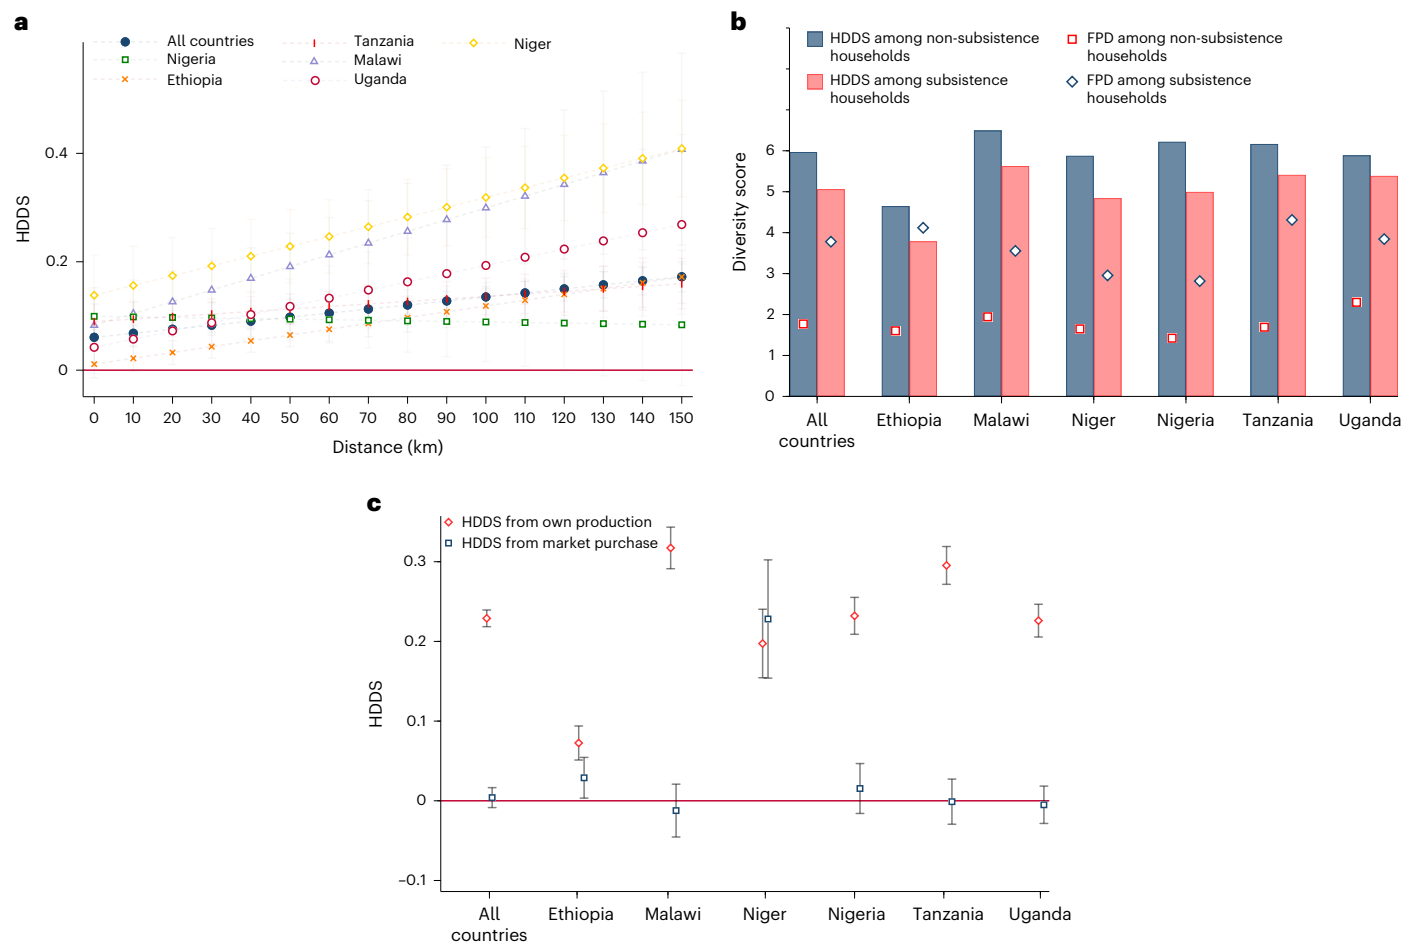 a
All countries
Nigeria
Ethiopia
Tanzania
Malawi
Uganda
Niger
HDDS
0.4
0.2
0
0 10 20 30 40 50 60 70 80 90 100 110 120 130 140 150
Distance (km)
b
HDDS among non-subsistence
households
HDDS among subsistence
households
FPD among non-subsistence
households
FPD among subsistence
households
Diversity score
6
5
4
3
2
1
0
All
countries
Ethiopia
Malawi
Niger
Nigeria
Tanzania
Uganda
c
HDDS from own production
HDDS from market purchase
HDDS
0.3
0.2
0.1
0
–0.1
All
countries
Ethiopia
Malawi
Niger
Nigeria
Tanzania
Uganda